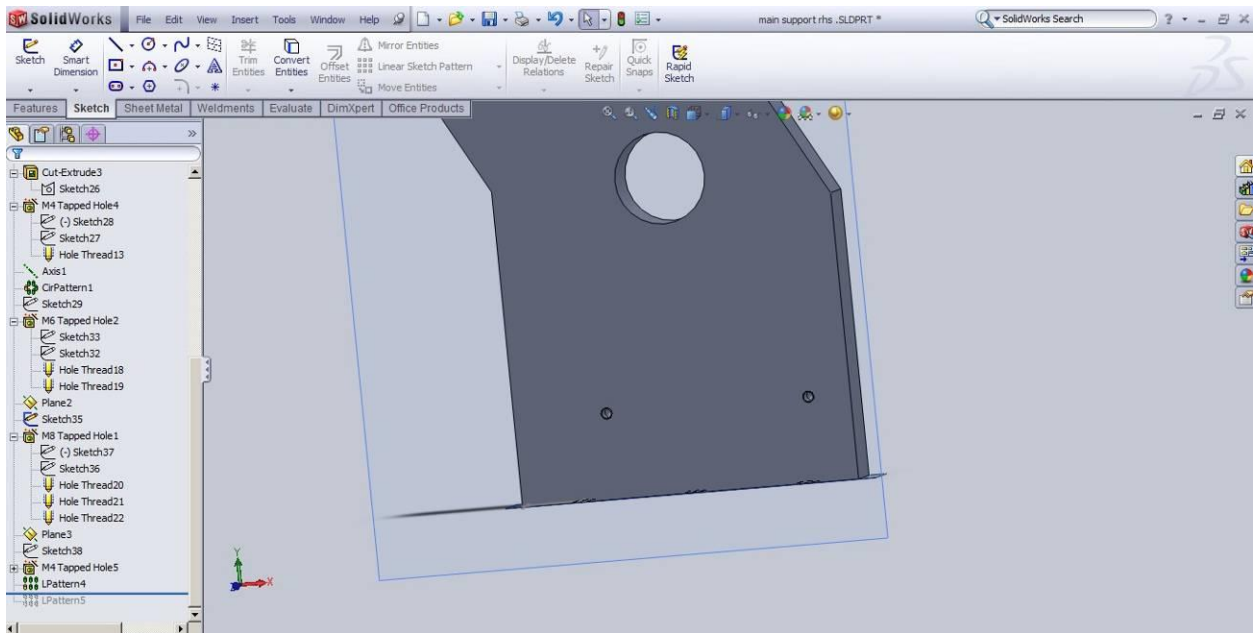 SolidWorks File Edit View Insert Tools Window Help main support rhs .SLDPRT * SolidWorks Search ?
Sketch Smart Dimension Trim Entities Convert Entities Offset Entities Mirror Entities Linear Sketch Pattern Move Entities Display/Delete Relations Repair Sketch Quick Snaps Rapid Sketch
Features Sketch Sheet Metal Weldments Evaluate DimXpert Office Products
Cut-Extrude3
Sketch26
M4 Tapped Hole4
(-) Sketch28
Sketch27
Hole Thread13
Axis1
CirPattern1
Sketch29
M6 Tapped Hole2
Sketch33
Sketch32
Hole Thread18
Hole Thread19
Plane2
Sketch35
M8 Tapped Hole1
(-) Sketch37
Sketch36
Hole Thread20
Hole Thread21
Hole Thread22
Plane3
Sketch38
M4 Tapped Hole5
LPattern4
LPattern5
Y
X